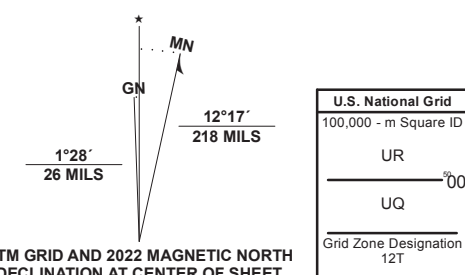 ★
MN
GN
12°17´
218 MILS
1°28´
26 MILS
TM GRID AND 2022 MAGNETIC NORTH
DECLINATION AT CENTER OF SHEET
U.S. National Grid
100,000 - m Square ID
UR
5000
UQ
Grid Zone Designation
12T